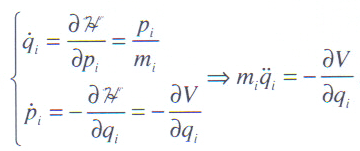 q̇ᵢ = ∂ℋ/∂pᵢ = pᵢ/mᵢ
ṗᵢ = −∂ℋ/∂qᵢ = −∂V/∂qᵢ ⇒ mᵢq̈ᵢ = −∂V/∂qᵢ